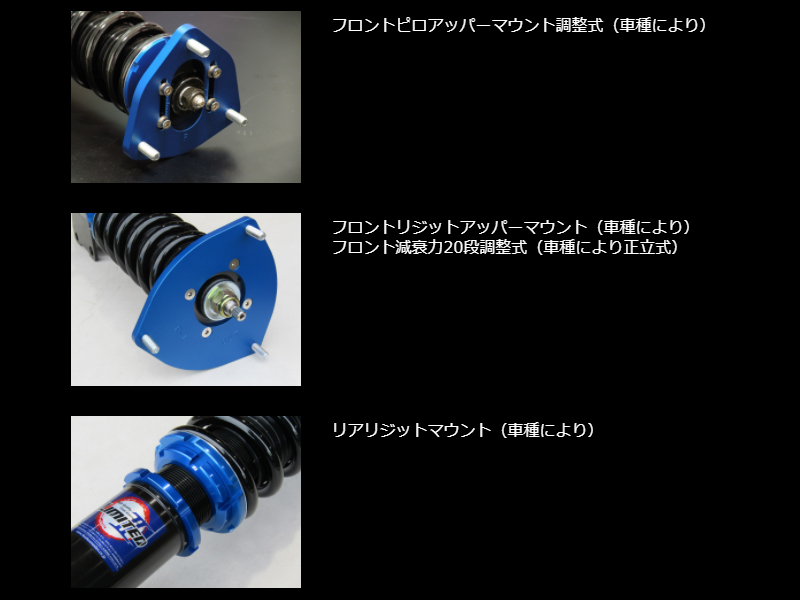 フロントピロアッパーマウント調整式（車種により）
フロントリジットアッパーマウント（車種により）
フロント減衰力20段調整式（車種により正立式）
リアリジットマウント（車種により）
LIMITED